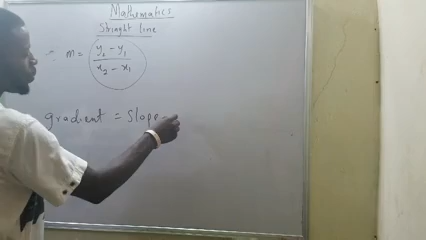 Mathematics
Straight line
∴ m = y₂ - y₁ / x₂ - x₁
gradient = Slope